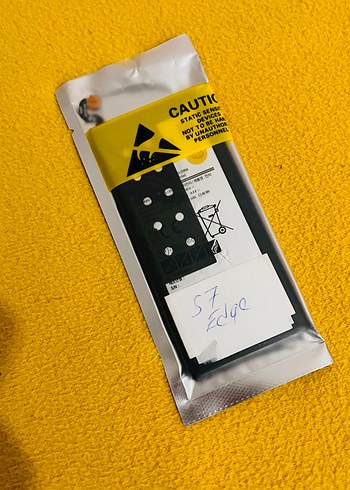 CAUTIO
STATIC SENSI
DEVICES
NOT TO BE HA
BY UNAUTHOR
PERSONNEL
S7
Edge